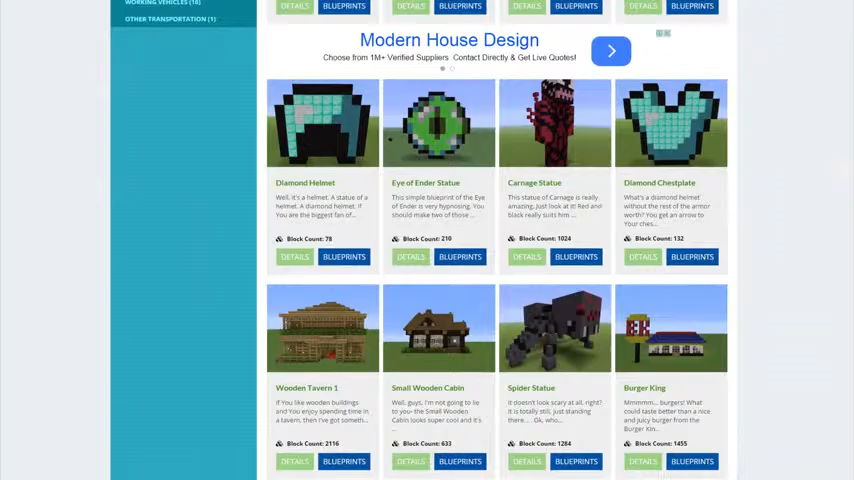 WORKING VEHICLES (18)
OTHER TRANSPORTATION (1)
DETAILS BLUEPRINTS DETAILS BLUEPRINTS DETAILS BLUEPRINTS DETAILS BLUEPRINTS
Modern House Design
Choose from 1M+ Verified Suppliers Contact Directly & Get Live Quotes!
Diamond Helmet
Well, it's a helmet. A statue of a
helmet. A diamond helmet. If
You are the biggest fan of...
Block Count: 78
DETAILS BLUEPRINTS
Eye of Ender Statue
This simple blueprint of the Eye
of Ender is very hypnosing. You
should make two of those ...
Block Count: 210
DETAILS BLUEPRINTS
Carnage Statue
This statue of Carnage is really
amazing. Just look at it! Red and
black really suits him ...
Block Count: 1024
DETAILS BLUEPRINTS
Diamond Chestplate
What's a diamond helmet
without the rest of the armor
worth? You get an arrow to
Your ches...
Block Count: 132
DETAILS BLUEPRINTS
Wooden Tavern 1
If You like wooden buildings
and You enjoy spending time in
a tavern, then I've got someth...
Block Count: 2116
DETAILS BLUEPRINTS
Small Wooden Cabin
Well, guys, I'm not going to lie
to you- the Small Wooden
Cabin looks super cool and it's
...
Block Count: 633
DETAILS BLUEPRINTS
Spider Statue
It doesn't look scary at all, right?
It is totally still, just standing
there... . Ok, who...
Block Count: 1284
DETAILS BLUEPRINTS
Burger King
Mmmmm... burgers! What
could taste better than a nice
and juicy burger from the
Burger Kin...
Block Count: 1455
DETAILS BLUEPRINTS